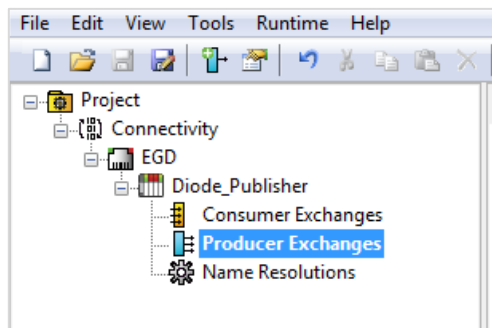 File Edit View Tools Runtime Help
Project
Connectivity
EGD
Diode_Publisher
Consumer Exchanges
Producer Exchanges
Name Resolutions